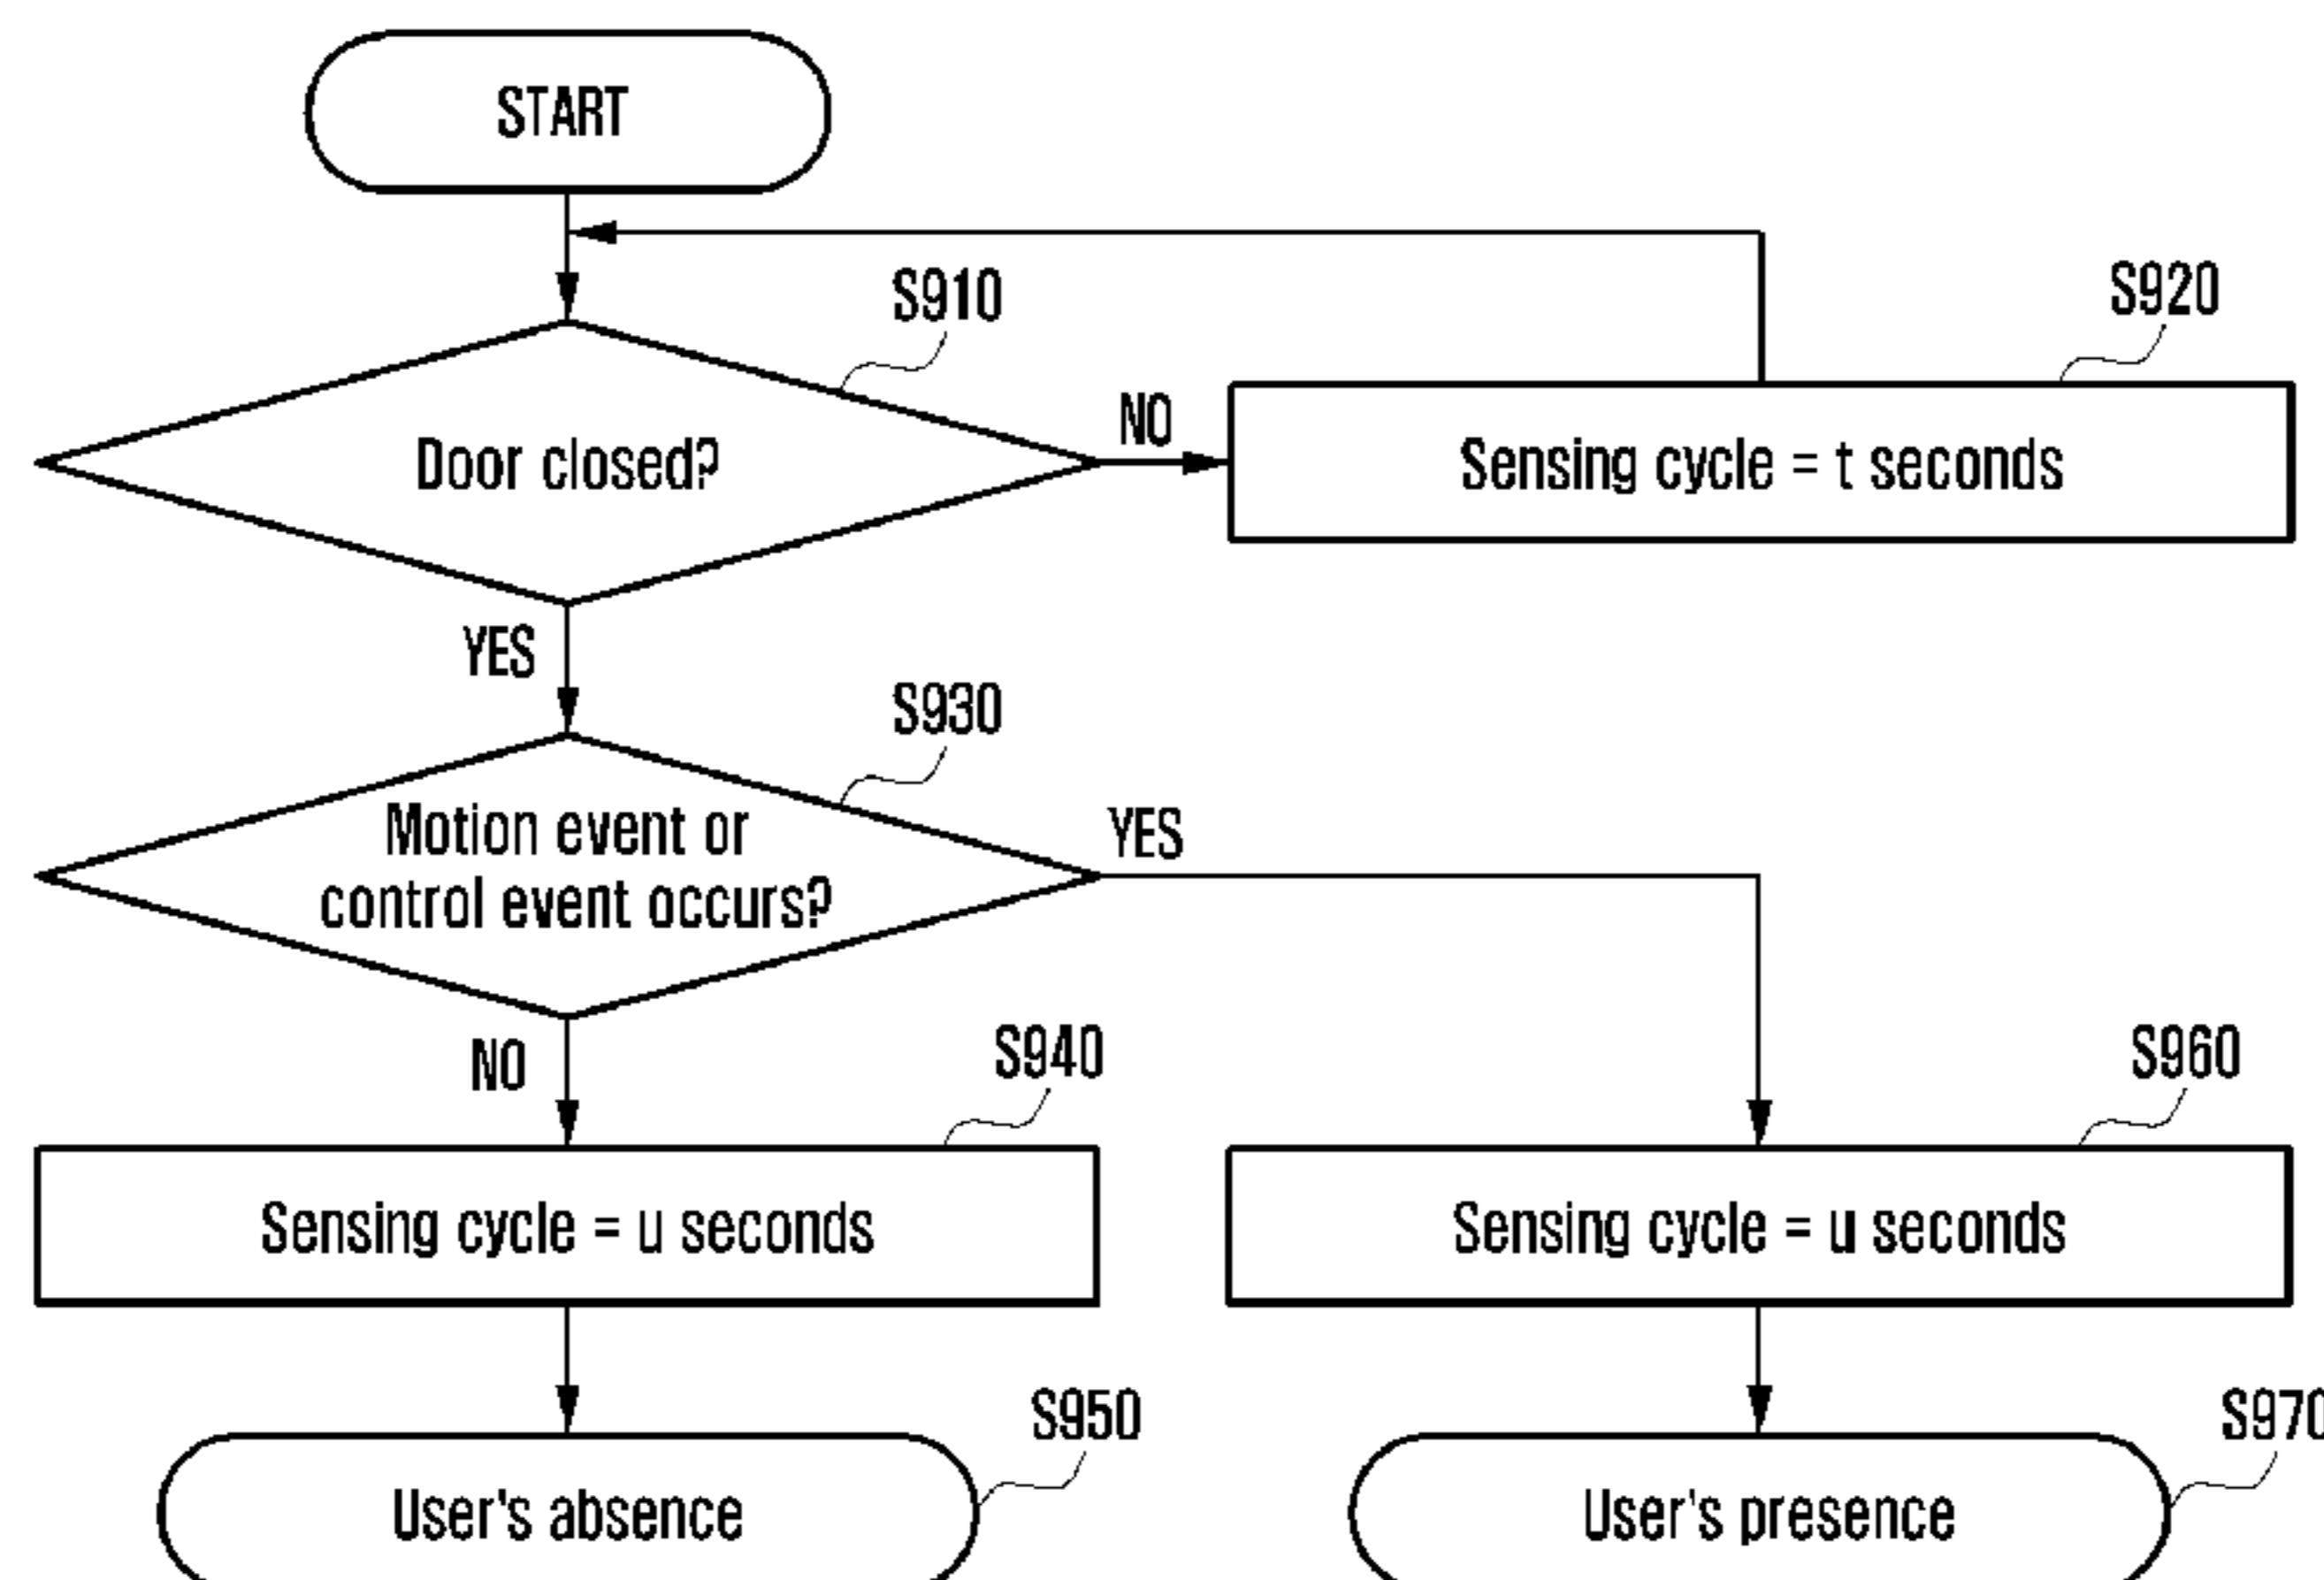 START
S910
S920
Door closed?
NO
Sensing cycle = t seconds
YES
S930
Motion event or
control event occurs?
YES
NO
S940
S960
Sensing cycle = u seconds
Sensing cycle = u seconds
S950
S970
User's absence
User's presence